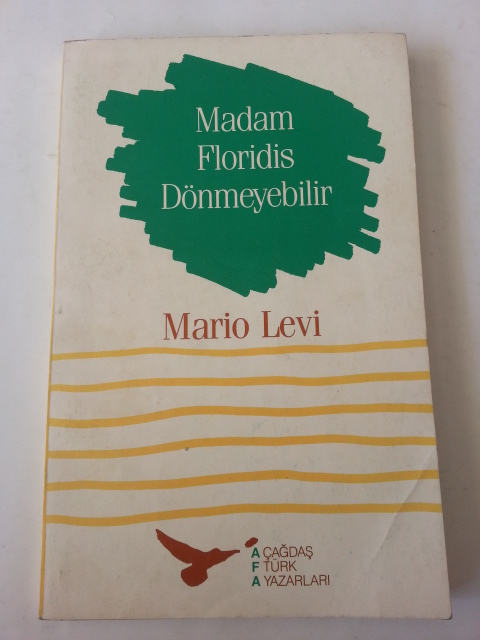 Madam
Floridis
Dönmeyebilir
Mario Levi
A ÇAĞDAŞ
F TÜRK
A YAZARLARI